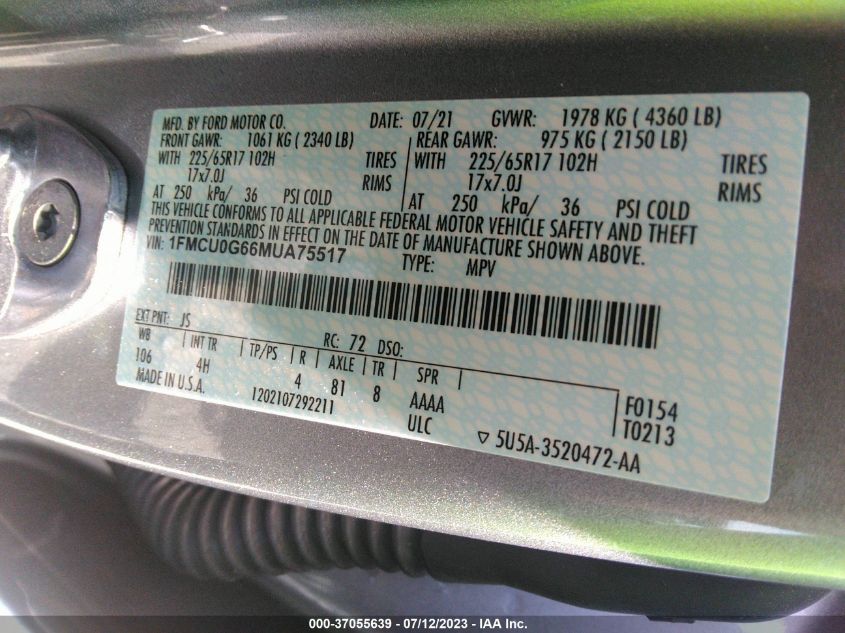 MFD. BY FORD MOTOR CO. DATE: 07/21 GVWR: 1978 KG ( 4360 LB)
FRONT GAWR: 1061 KG ( 2340 LB) REAR GAWR: 975 KG ( 2150 LB)
WITH 225/65R17 102H TIRES WITH 225/65R17 102H TIRES
17x7.0J RIMS 17x7.0J RIMS
AT 250 kPa/ 36 PSI COLD AT 250 kPa/ 36 PSI COLD
THIS VEHICLE CONFORMS TO ALL APPLICABLE FEDERAL MOTOR VEHICLE SAFETY AND THEFT
PREVENTION STANDARDS IN EFFECT ON THE DATE OF MANUFACTURE SHOWN ABOVE.
VIN: 1FMCU0G66MUA75517 TYPE: MPV
EXT PNT: JS RC: 72 DSO:
WB INT TR TP/PS R AXLE TR SPR
106 4H 4 81 8 AAAA F0154
MADE IN U.S.A. 1202107292211 ULC T0213
5U5A-3520472-AA
000-37055639 - 07/12/2023 - IAA Inc.